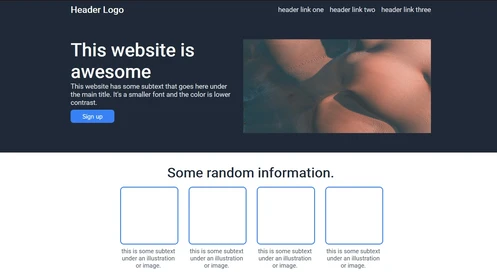 Header Logo
header link one header link two header link three
This website is
awesome
This website has some subtext that goes here under
the main title. It's a smaller font and the color is lower
contrast.
Sign up
Some random information.
this is some subtext
under an illustration
or image.
this is some subtext
under an illustration
or image.
this is some subtext
under an illustration
or image.
this is some subtext
under an illustration
or image.